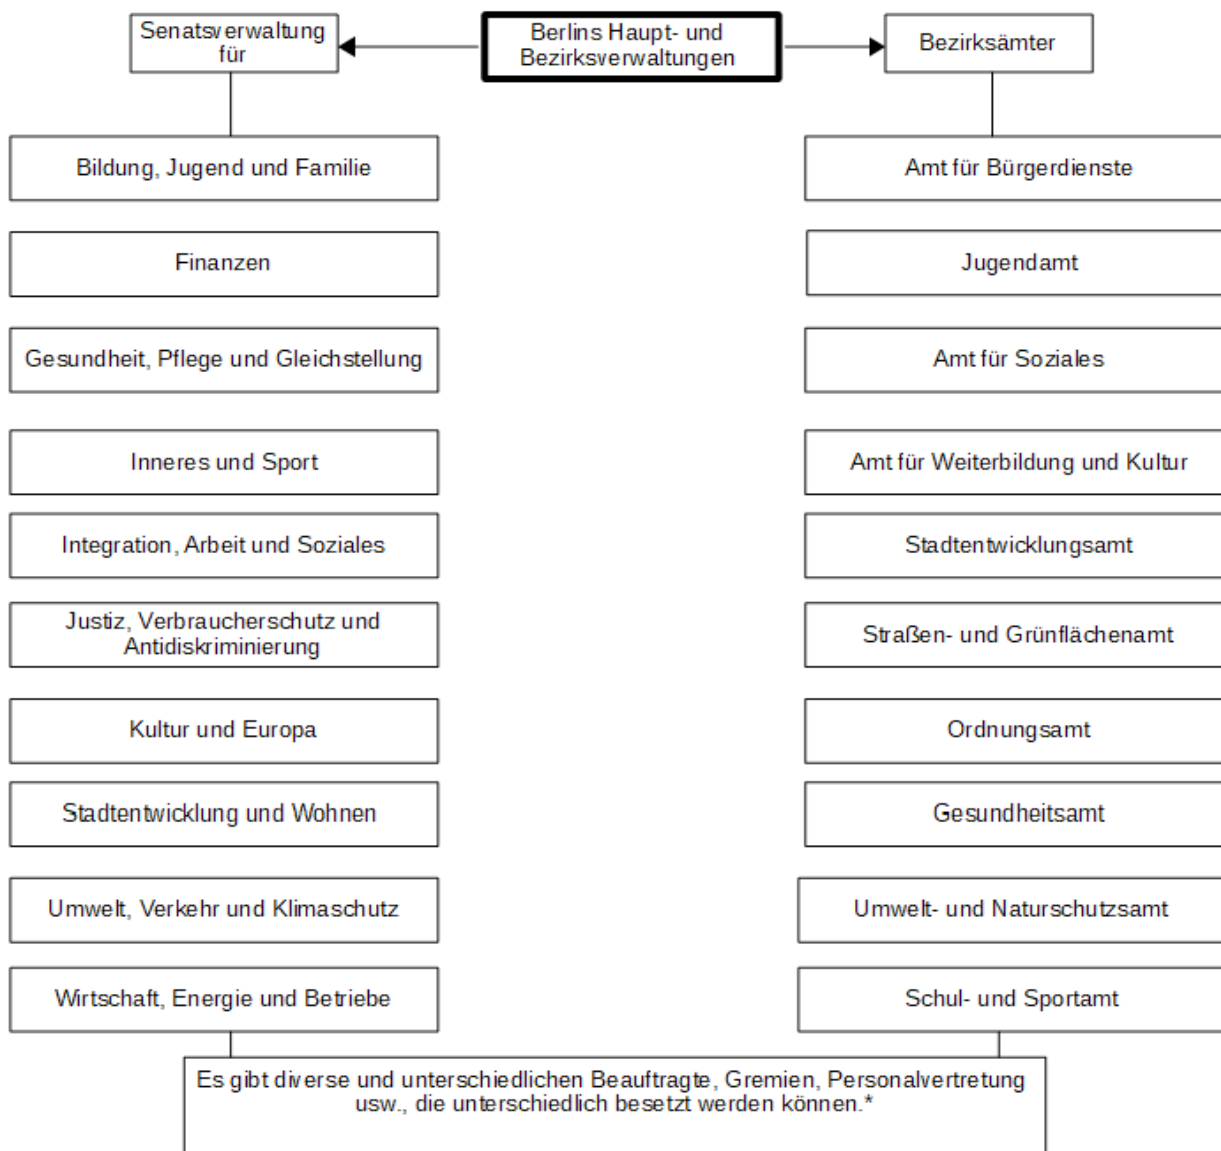 Senatsverwaltung
für
Berlins Haupt- und
Bezirksverwaltungen
Bezirksämter
Bildung, Jugend und Familie
Amt für Bürgerdienste
Finanzen
Jugendamt
Gesundheit, Pflege und Gleichstellung
Amt für Soziales
Inneres und Sport
Amt für Weiterbildung und Kultur
Integration, Arbeit und Soziales
Stadtentwicklungsamt
Justiz, Verbraucherschutz und
Antidiskriminierung
Straßen- und Grünflächenamt
Kultur und Europa
Ordnungsamt
Stadtentwicklung und Wohnen
Gesundheitsamt
Umwelt, Verkehr und Klimaschutz
Umwelt- und Naturschutzsamt
Wirtschaft, Energie und Betriebe
Schul- und Sportamt
Es gibt diverse und unterschiedlichen Beauftragte, Gremien, Personalvertretung
usw., die unterschiedlich besetzt werden können.*